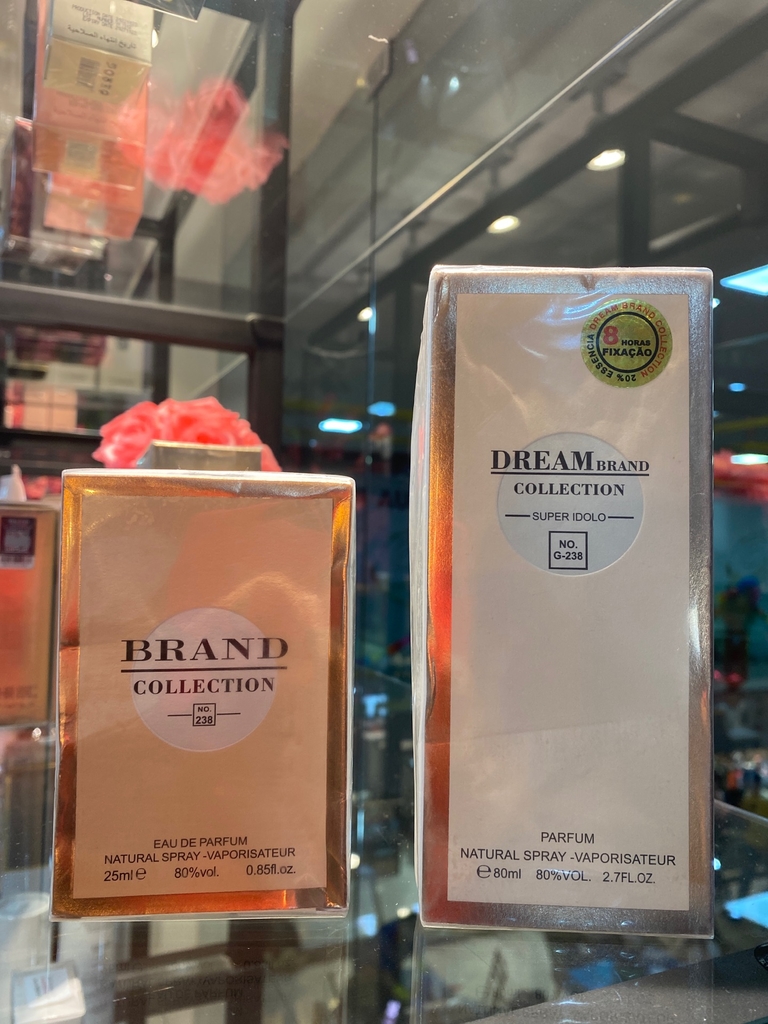 BRAND
COLLECTION
NO.
238
EAU DE PARFUM
NATURAL SPRAY -VAPORISATEUR
25ml℮ 80%vol. 0.85fl.oz.
DREAM BRAND COLLECTION
20% ESSENCIA
8 HORAS
FIXAÇÃO
DREAM BRAND
COLLECTION
SUPER IDOLO
NO.
G-238
PARFUM
NATURAL SPRAY -VAPORISATEUR
℮80ml 80%VOL. 2.7FL.OZ.